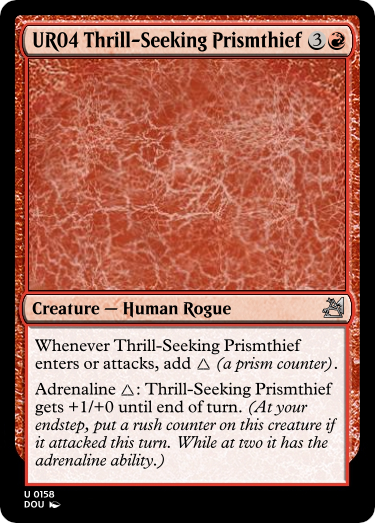 UR04 Thrill-Seeking Prismthief 3
Creature — Human Rogue
Whenever Thrill-Seeking Prismthief
enters or attacks, add △ (a prism counter).
Adrenaline △: Thrill-Seeking Prismthief
gets +1/+0 until end of turn. (At your
endstep, put a rush counter on this creature if
it attacked this turn. While at two it has the
adrenaline ability.)
U 0158
DOU